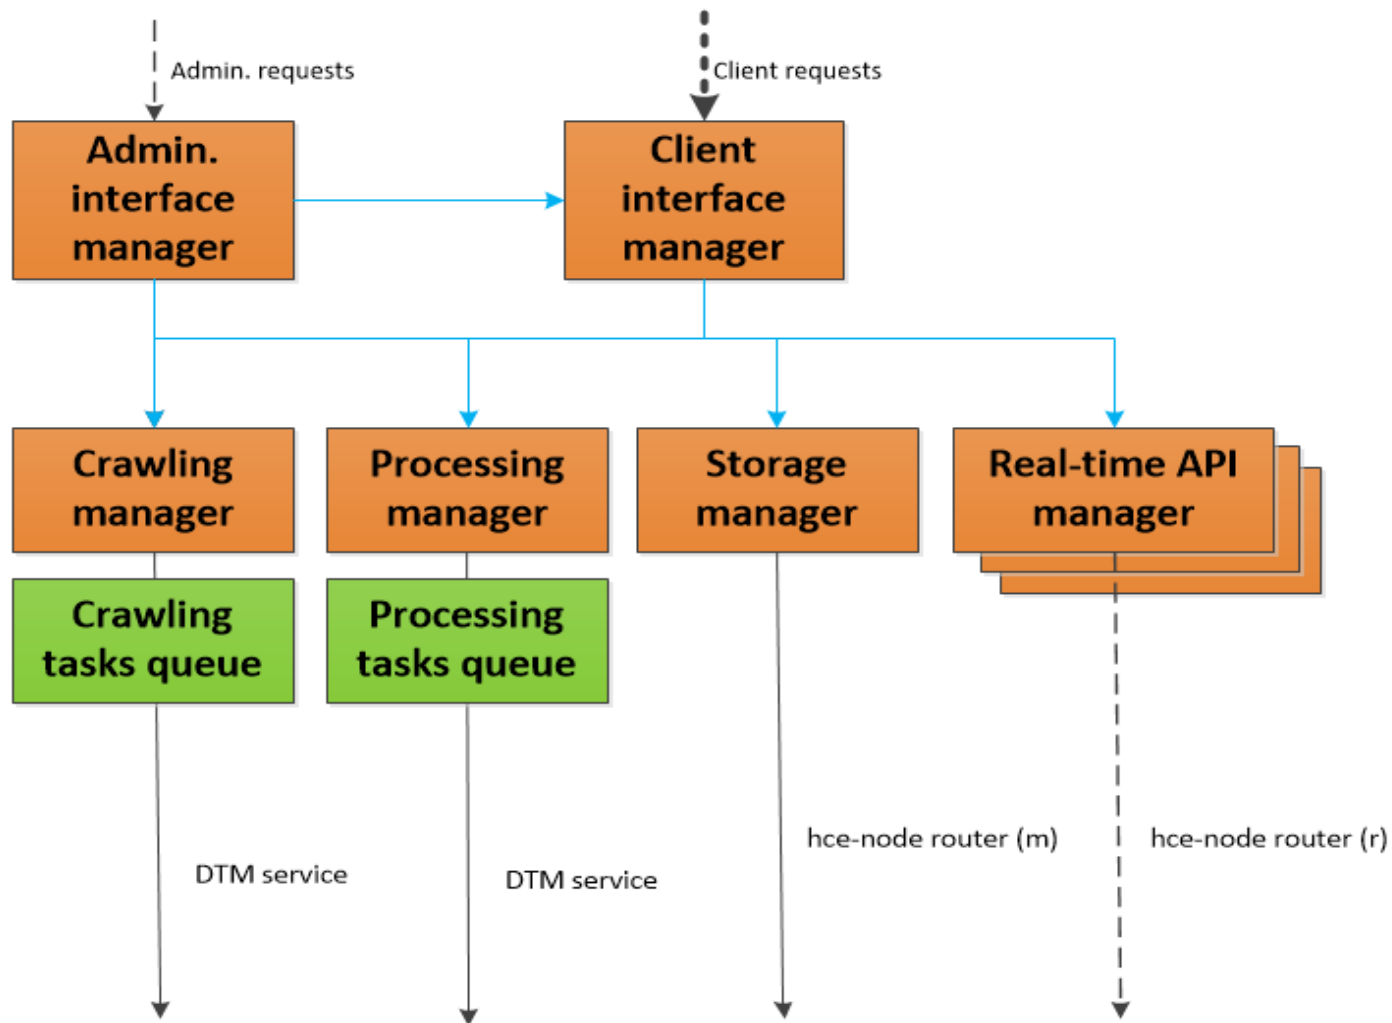 Admin. requests
Client requests
Admin.
interface
manager
Client
interface
manager
Crawling
manager
Processing
manager
Storage
manager
Real-time API
manager
Crawling
tasks queue
Processing
tasks queue
hce-node router (m)
hce-node router (r)
DTM service
DTM service